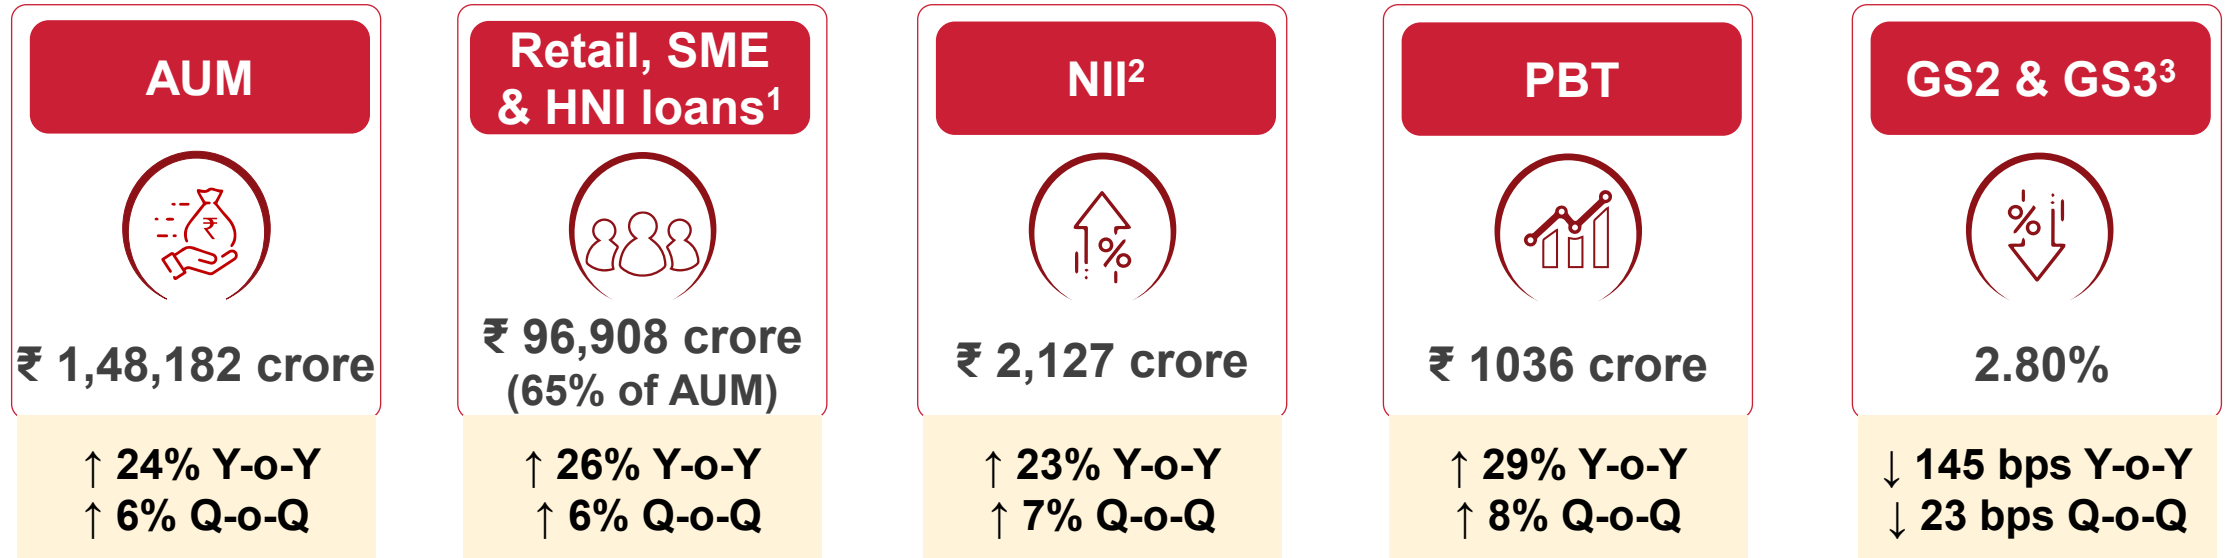 AUM
₹
₹ 1,48,182 crore
↑ 24% Y-o-Y
↑ 6% Q-o-Q
Retail, SME
& HNI loans¹
₹ 96,908 crore
(65% of AUM)
↑ 26% Y-o-Y
↑ 6% Q-o-Q
NII²
%
₹ 2,127 crore
↑ 23% Y-o-Y
↑ 7% Q-o-Q
PBT
₹ 1036 crore
↑ 29% Y-o-Y
↑ 8% Q-o-Q
GS2 & GS3³
%
2.80%
↓ 145 bps Y-o-Y
↓ 23 bps Q-o-Q